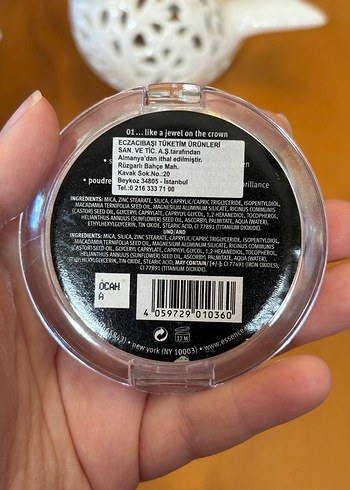 01 ... like a jewel on the crown
ECZACIBAŞI TÜKETİM ÜRÜNLERİ
SAN. VE TİC. A.Ş.tarafından
Almanya'dan ithal edilmiştir.
Rüzgarlı Bahçe Mah.
Kavak Sok.No.:20
Beykoz 34805 - İstanbul
Tel.:0 216 333 71 00
• poudre
brillance
INGREDIENTS: MICA, ZINC STEARATE, SILICA, CAPRYLIC/CAPRIC TRIGLYCERIDE, ISOPENTYLDIOL,
MACADAMIA TERNIFOLIA SEED OIL, MAGNESIUM ALUMINUM SILICATE, RICINUS COMMUNIS
(CASTOR) SEED OIL, GLYCERYL CAPRYLATE, CAPRYLYL GLYCOL, 1,2-HEXANEDIOL, TOCOPHEROL,
HELIANTHUS ANNUUS (SUNFLOWER) SEED OIL, ASCORBYL PALMITATE, AQUA (WATER),
ETHYLHEXYLGLYCERIN, TIN OXIDE, CI 77891 (TITANIUM DIOXIDE).
UND/AND
INGREDIENTS: MICA, SILICA, ZINC STEARATE, CAPRYLIC/CAPRIC TRIGLYCERIDE, ISOPENTYLDIOL,
MACADAMIA TERNIFOLIA SEED OIL, MAGNESIUM ALUMINUM SILICATE, RICINUS COMMUNIS
(CASTOR) SEED OIL, GLYCERYL CAPRYLATE, CAPRYLYL GLYCOL, 1,2-HEXANEDIOL, TOCOPHEROL,
HELIANTHUS ANNUUS (SUNFLOWER) SEED OIL, ASCORBYL PALMITATE, AQUA (WATER),
ETHYLHEXYLGLYCERIN, TIN OXIDE, STEARIC ACID, MAY CONTAIN [+/-]: CI 77491 (IRON OXIDES),
CI 77891 (TITANIUM DIOXIDE).
ÖCAH
A
4 059729 010360
12 M
• new york (NY 10003) • www.essence